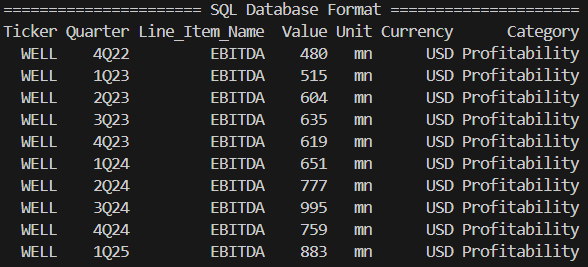 ====================== SQL Database Format ======================
Ticker Quarter Line_Item_Name Value Unit Currency Category
WELL 4Q22 EBITDA 480 mn USD Profitability
WELL 1Q23 EBITDA 515 mn USD Profitability
WELL 2Q23 EBITDA 604 mn USD Profitability
WELL 3Q23 EBITDA 635 mn USD Profitability
WELL 4Q23 EBITDA 619 mn USD Profitability
WELL 1Q24 EBITDA 651 mn USD Profitability
WELL 2Q24 EBITDA 777 mn USD Profitability
WELL 3Q24 EBITDA 995 mn USD Profitability
WELL 4Q24 EBITDA 759 mn USD Profitability
WELL 1Q25 EBITDA 883 mn USD Profitability